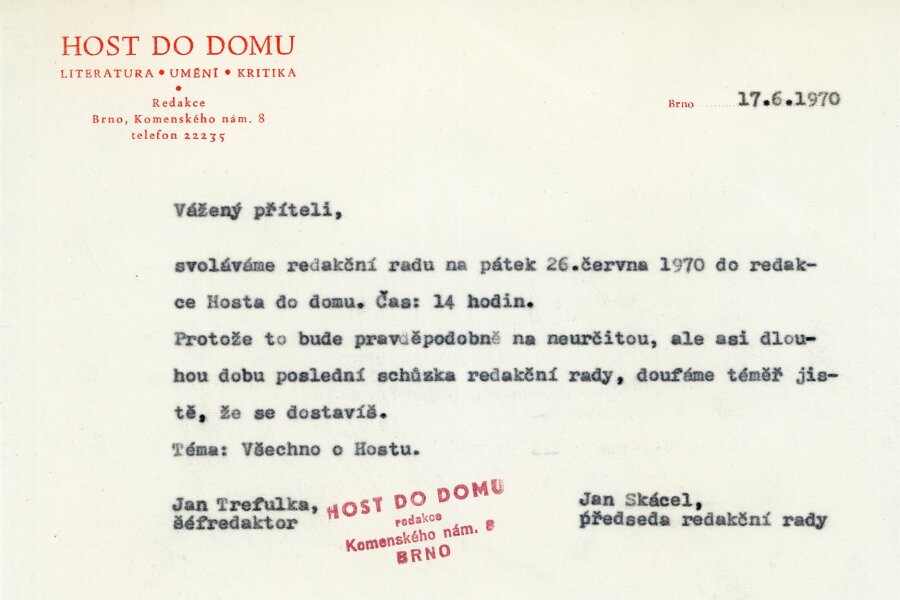 HOST DO DOMU
LITERATURA • UMĚNÍ • KRITIKA
•
Redakce
Brno, Komenského nám. 8
telefon 22235
Brno 17.6.1970
Vážený příteli,
svoláváme redakční radu na pátek 26.června 1970 do redak-
ce Hosta do domu. Čas: 14 hodin.
Protože to bude pravděpodobně na neurčitou, ale asi dlou-
hou dobu poslední schůzka redakční rady, doufáme téměř jis-
tě, že se dostavíš.
Téma: Všechno o Hostu.
Jan Trefulka,
šéfredaktor
HOST DO DOMU
redakce
Komenského nám. 8
BRNO
Jan Skácel,
předseda redakční rady